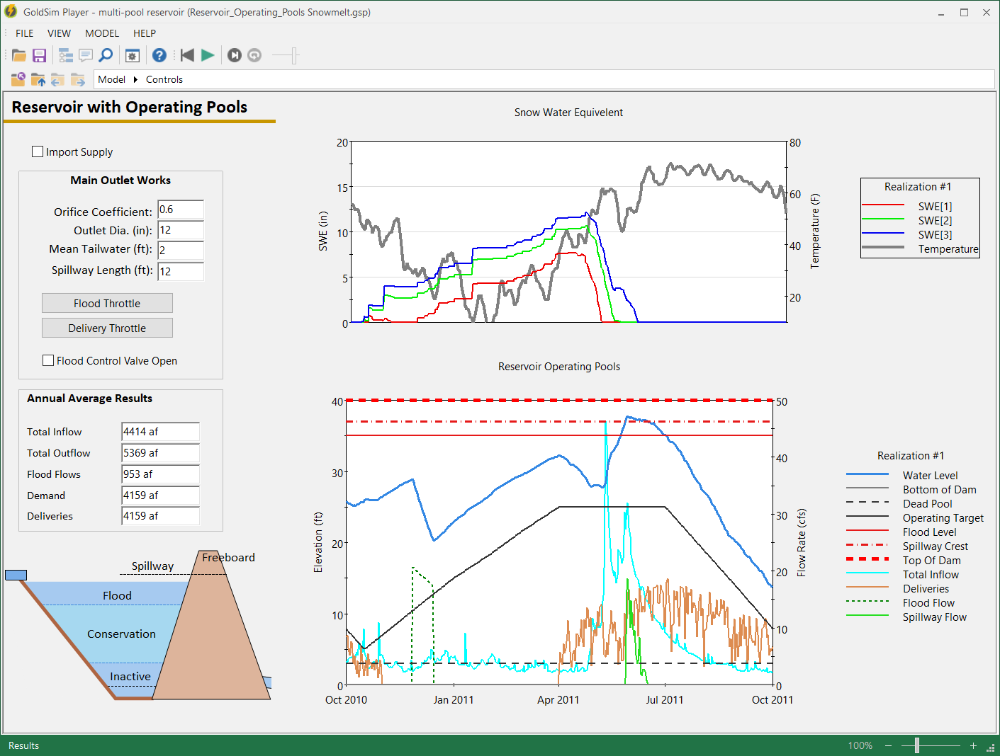 GoldSim Player - multi-pool reservoir (Reservoir_Operating_Pools Snowmelt.gsp)
FILE VIEW MODEL HELP
Model Controls
Reservoir with Operating Pools
Import Supply
Main Outlet Works
Orifice Coefficient: 0.6
Outlet Dia. (in): 12
Mean Tailwater (ft): 2
Spillway Length (ft): 12
Flood Throttle
Delivery Throttle
Flood Control Valve Open
Annual Average Results
Total Inflow 4414 af
Total Outflow 5369 af
Flood Flows 953 af
Demand 4159 af
Deliveries 4159 af
Spillway
Freeboard
Flood
Conservation
Inactive
Snow Water Equivelent
SWE (in)
20
15
10
5
0
80
60
40
20
Temperature (F)
Realization #1
SWE[1]
SWE[2]
SWE[3]
Temperature
Reservoir Operating Pools
Elevation (ft)
40
30
20
10
0
50
40
30
20
10
0
Flow Rate (cfs)
Oct 2010 Jan 2011 Apr 2011 Jul 2011 Oct 2011
Realization #1
Water Level
Bottom of Dam
Dead Pool
Operating Target
Flood Level
Spillway Crest
Top Of Dam
Total Inflow
Deliveries
Flood Flow
Spillway Flow
Results
100%